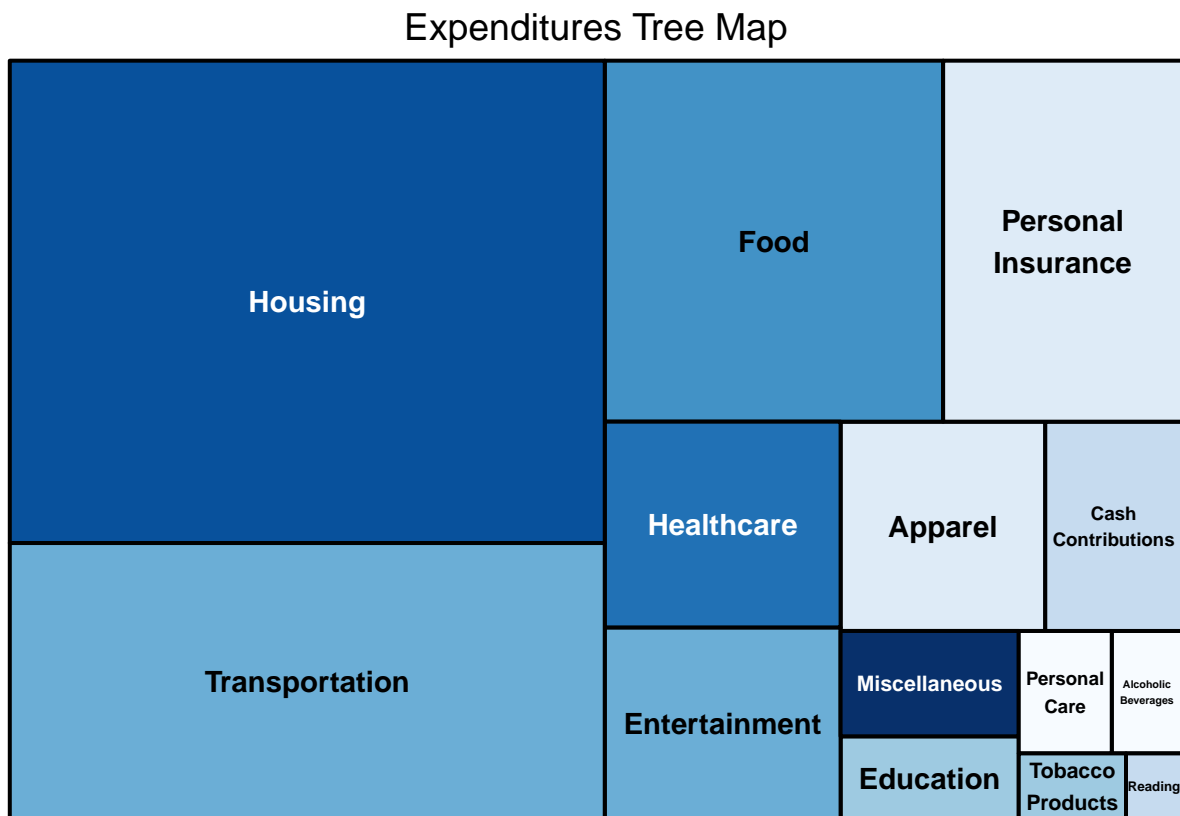 Expenditures Tree Map
Housing
Food
Personal
Insurance
Healthcare
Apparel
Cash
Contributions
Transportation
Entertainment
Miscellaneous
Personal
Care
Alcoholic
Beverages
Education
Tobacco
Products
Reading